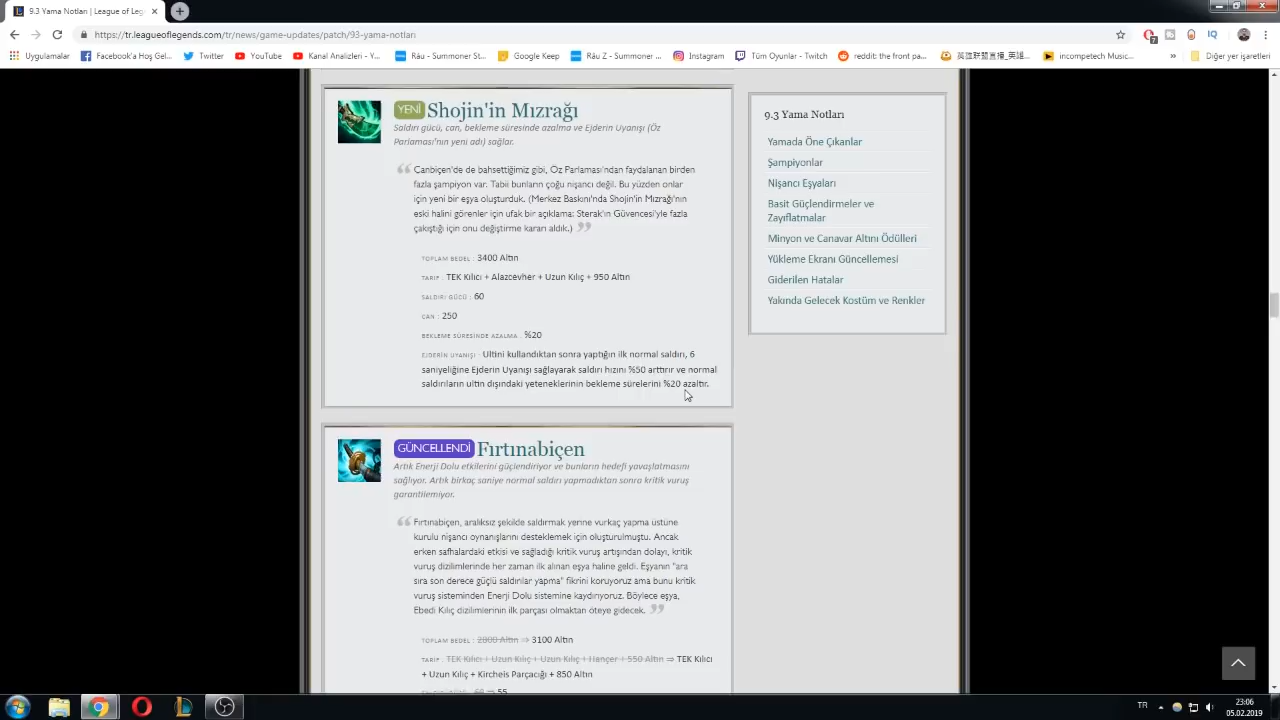 9.3 Yama Notları | League of Leg
https://tr.leagueoflegends.com/tr/news/game-updates/patch/93-yama-notlari
Uygulamalar
Facebook'a Hoş Gel...
Twitter
YouTube
Kanal Analizleri - Y...
Râu - Summoner St...
Google Keep
Râu Z - Summoner ...
Instagram
Tüm Oyunlar - Twitch
reddit: the front pa...
英雄联盟直播_英雄...
incompetech Music...
»
Diğer yer işaretleri
YENİ Shojin'in Mızrağı
Saldırı gücü, can, bekleme süresinde azalma ve Ejderin Uyanışı (Öz
Parlaması'nın yeni adı) sağlar.
Canbiçen'de de bahsettiğimiz gibi, Öz Parlaması'ndan faydalanan birden
fazla şampiyon var. Tabii bunların çoğu nişancı değil. Bu yüzden onlar
için yeni bir eşya oluşturduk. (Merkez Baskını'nda Shojin'in Mızrağı'nın
eski halini görenler için ufak bir açıklama: Sterak'ın Güvencesi'yle fazla
çakıştığı için onu değiştirme kararı aldık.)
TOPLAM BEDEL : 3400 Altın
TARİF : TEK Kılıcı + Alazcevher + Uzun Kılıç + 950 Altın
SALDIRI GÜCÜ : 60
CAN : 250
BEKLEME SÜRESİNDE AZALMA : %20
EJDERİN UYANIŞI : Ultini kullandıktan sonra yaptığın ilk normal saldırı, 6
saniyeliğine Ejderin Uyanışı sağlayarak saldırı hızını %50 arttırır ve normal
saldırıların ultin dışındaki yeteneklerinin bekleme sürelerini %20 azaltır.
GÜNCELLENDİ Fırtınabiçen
Artık Enerji Dolu etkilerini güçlendiriyor ve bunların hedefi yavaşlatmasını
sağlıyor. Artık birkaç saniye normal saldırı yapmadıktan sonra kritik vuruş
garantilemiyor.
Fırtınabiçen, aralıksız şekilde saldırmak yerine vurkaç yapma üstüne
kurulu nişancı oynanışlarını desteklemek için oluşturulmuştu. Ancak
erken safhalardaki etkisi ve sağladığı kritik vuruş artışından dolayı, kritik
vuruş dizilimlerinde her zaman ilk alınan eşya haline geldi. Eşyanın "ara
sıra son derece güçlü saldırılar yapma" fikrini koruyoruz ama bunu kritik
vuruş sisteminden Enerji Dolu sistemine kaydırıyoruz. Böylece eşya,
Ebedi Kılıç dizilimlerinin ilk parçası olmaktan öteye gidecek.
TOPLAM BEDEL : 2800 Altın ⇒ 3100 Altın
TARİF : TEK Kılıcı + Uzun Kılıç + Uzun Kılıç + Hançer + 550 Altın ⇒ TEK Kılıcı
+ Uzun Kılıç + Kircheis Parçacığı + 850 Altın
⇒ 55
9.3 Yama Notları
Yamada Öne Çıkanlar
Şampiyonlar
Nişancı Eşyaları
Basit Güçlendirmeler ve
Zayıflatmalar
Minyon ve Canavar Altını Ödülleri
Yükleme Ekranı Güncellemesi
Giderilen Hatalar
Yakında Gelecek Kostüm ve Renkler
TR
23:06
05.02.2019